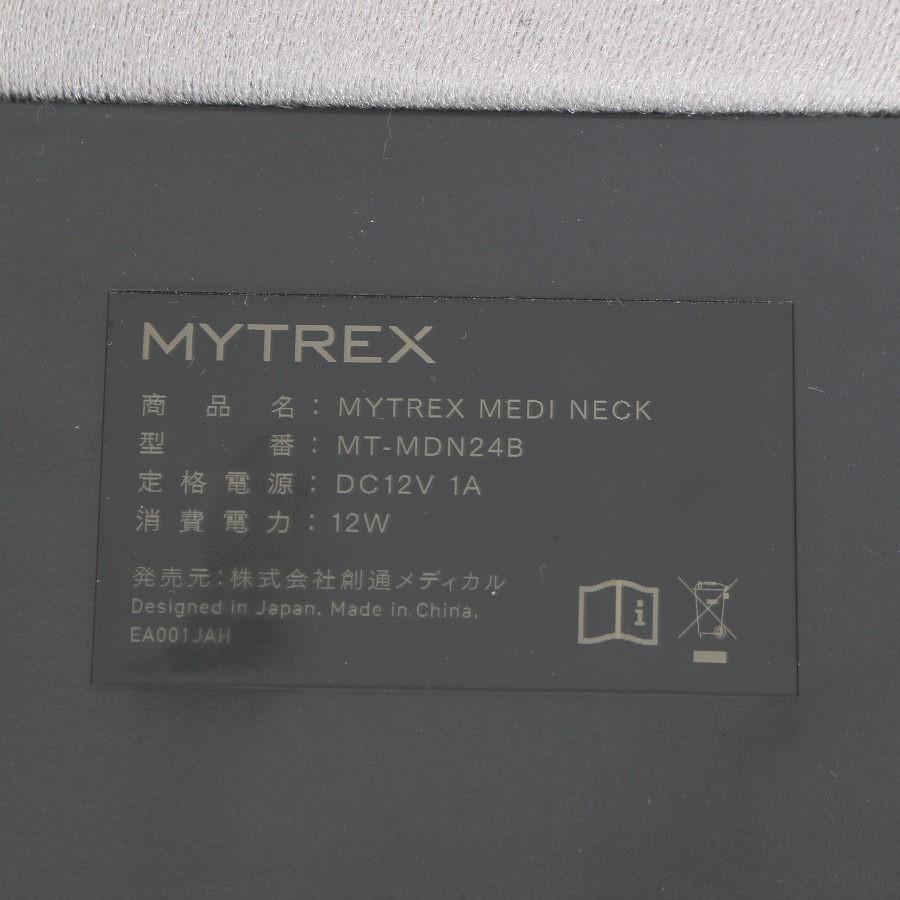 MYTREX
商品名：MYTREX MEDI NECK
型番：MT-MDN24B
定格電源：DC12V 1A
消費電力：12W
発売元：株式会社創通メディカル
Designed in Japan. Made in China.
EA001JAH